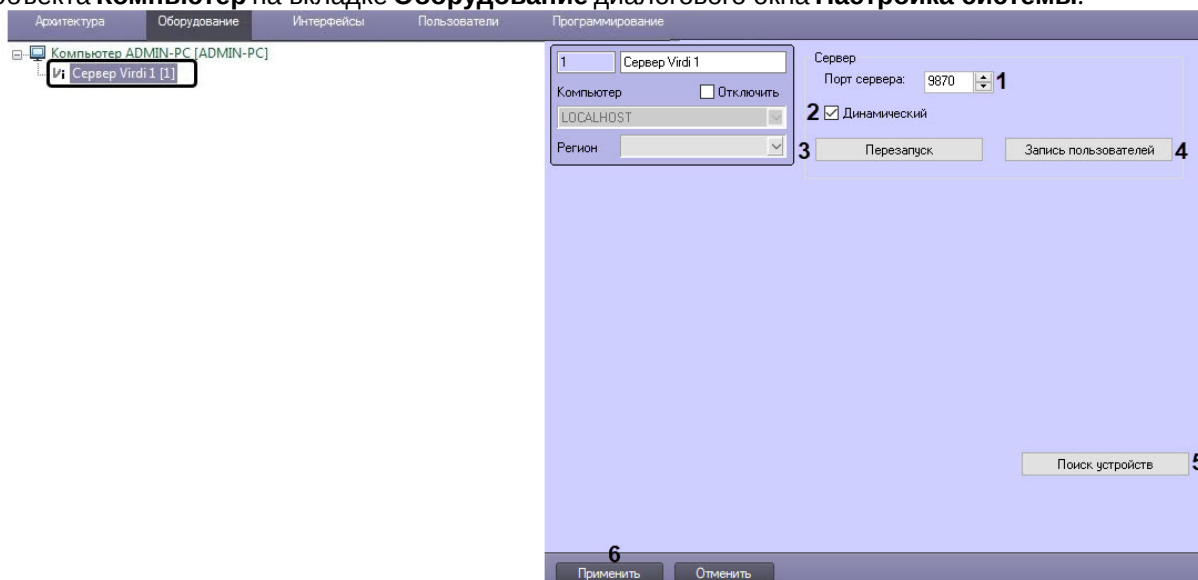 объекта Компьютер на вкладке Оборудование диалогового окна Настройка системы.
Архитектура Оборудование Интерфейсы Пользователи Программирование
Компьютер ADMIN-PC [ADMIN-PC]
Сервер Virdi 1 [1]
1 Сервер Virdi 1
Компьютер Отключить
LOCALHOST
Регион
Сервер
Порт сервера: 9870 1
2 Динамический
3 Перезапуск Запись пользователей 4
Поиск устройств 5
6
Применить Отменить